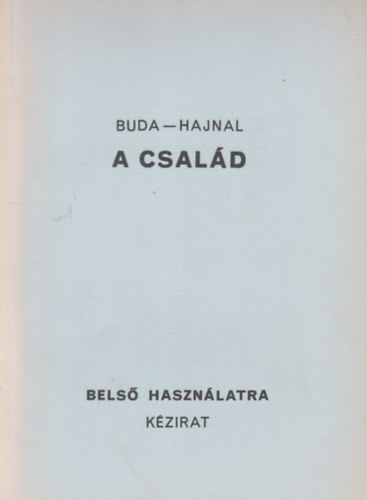 BUDA — HAJNAL
A CSALÁD
BELSŐ HASZNÁLATRA
KÉZIRAT